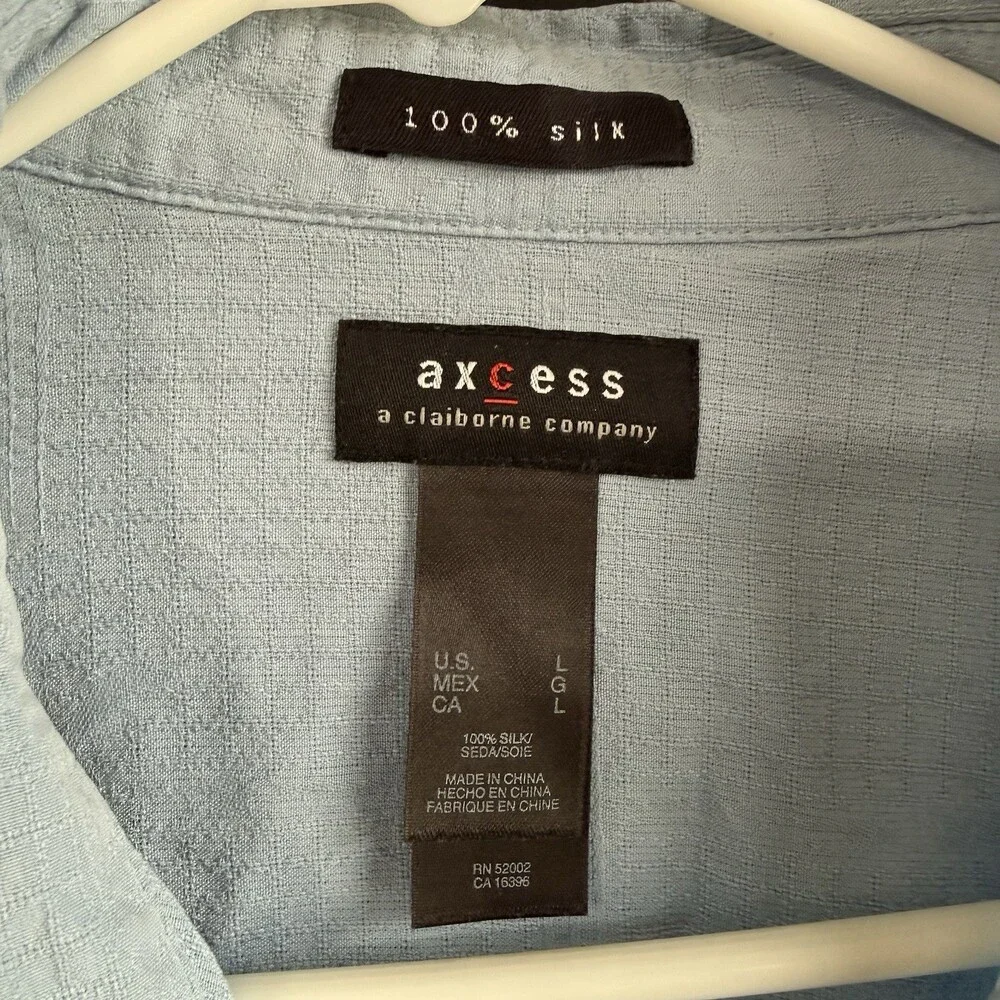 100% silk
axcess
a claiborne company
U.S. L
MEX G
CA L
100% SILK/
SEDA/SOIE
MADE IN CHINA
HECHO EN CHINA
FABRIQUE EN CHINE
RN 52002
CA 16396